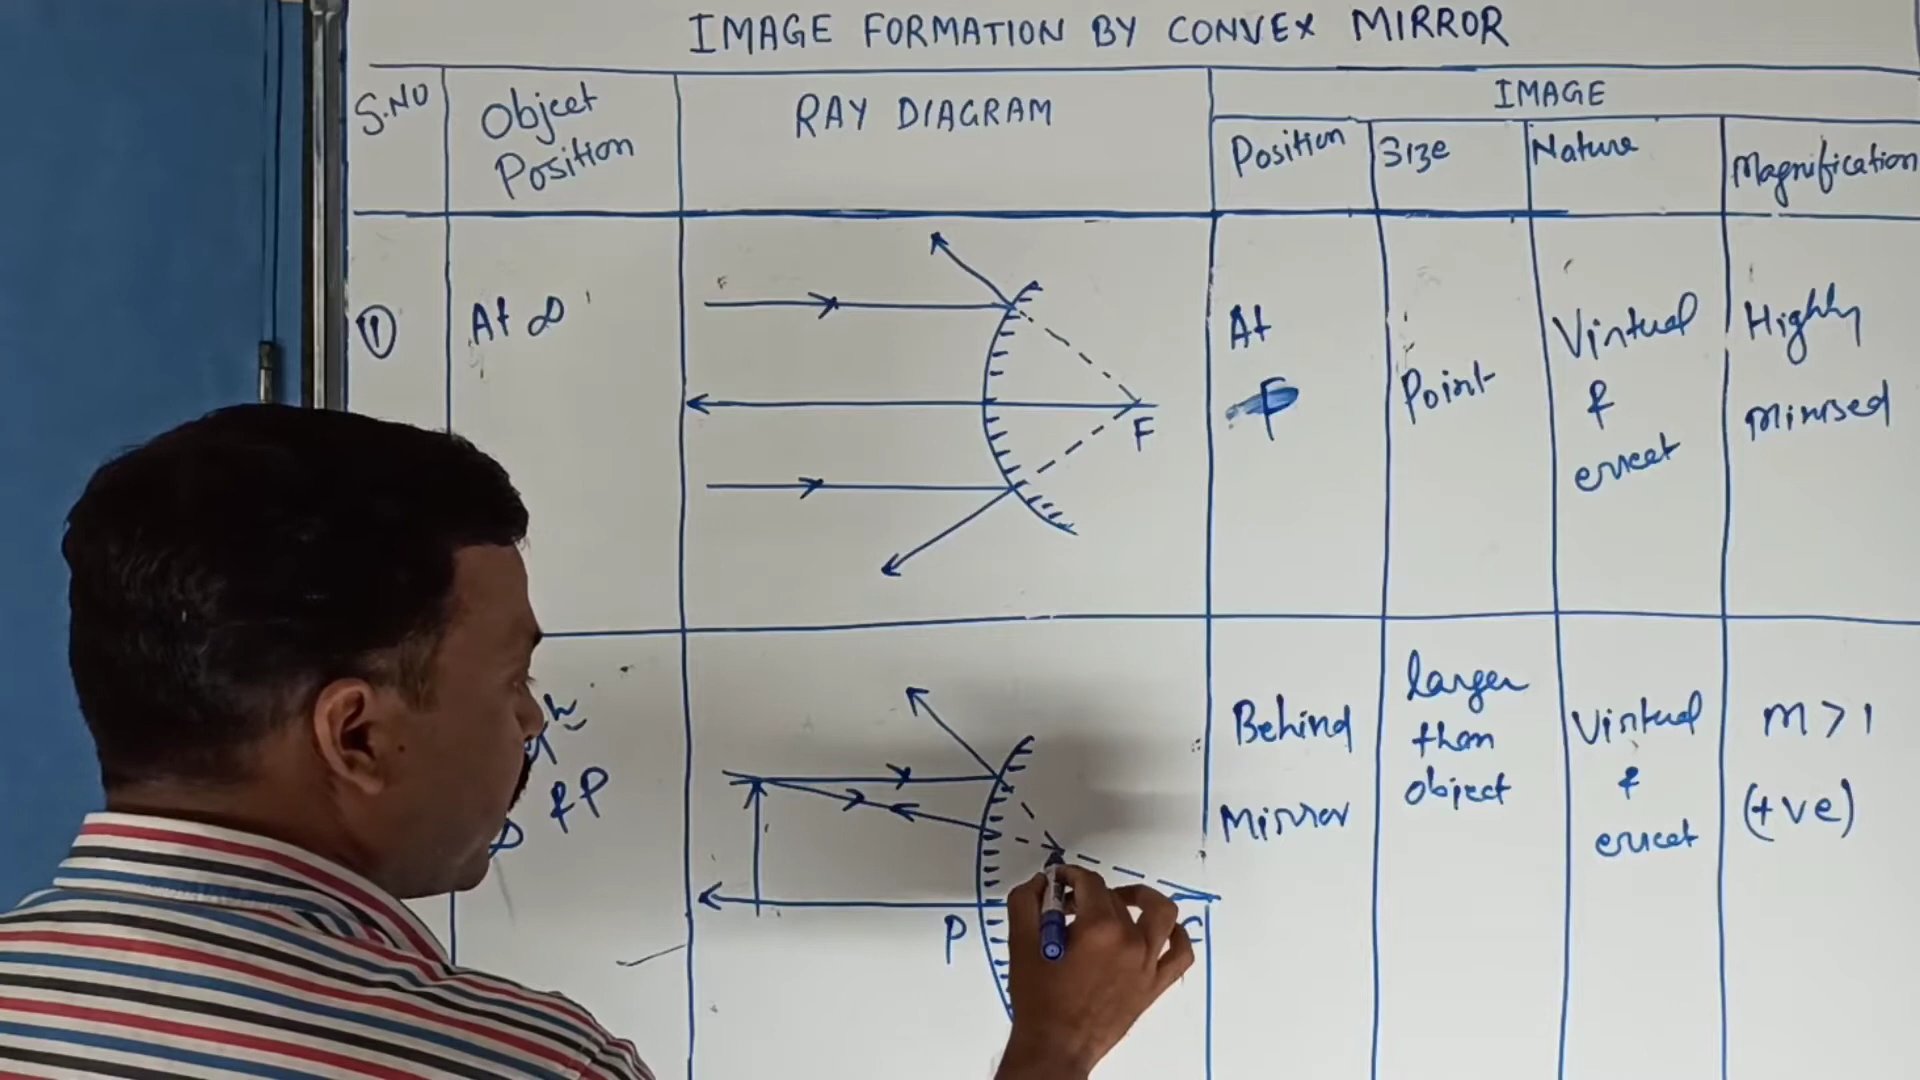 IMAGE FORMATION BY CONVEX MIRROR
S.NO
Object
Position
RAY DIAGRAM
IMAGE
Position
Size
Nature
Magnification
①
At ∞
F
At
F
Point
Virtual
&
erect
Highly
Minised
& P
P
C
Behind
Mirror
larger
than
object
Virtual
&
erect
m > 1
(+ve)